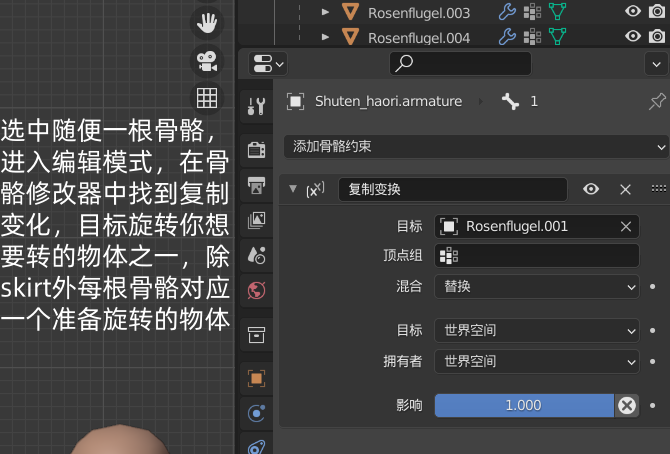 Rosenflugel.003
Rosenflugel.004
Shuten_haori.armature
1
添加骨骼约束
(x)
复制变换
目标
Rosenflugel.001
顶点组
混合
替换
目标
世界空间
拥有者
世界空间
影响
1.000
选中随便一根骨骼，
进入编辑模式，在骨
骼修改器中找到复制
变化，目标旋转你想
要转的物体之一，除
skirt外每根骨骼对应
一个准备旋转的物体